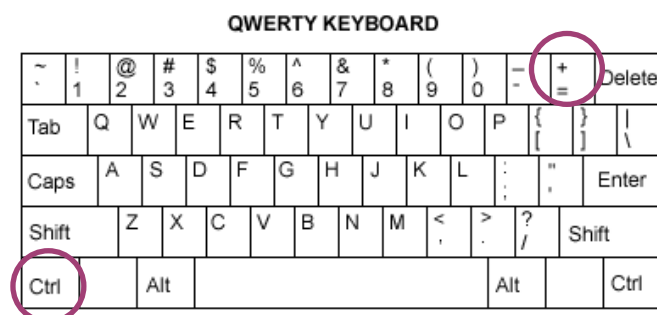 QWERTY KEYBOARD
~ ! @ # $ % ^ & * ( ) – +
` 1 2 3 4 5 6 7 8 9 0 - = Delete
Tab Q W E R T Y U I O P { } |
[ ] \
Caps A S D F G H J K L : " Enter
; '
Shift Z X C V B N M < > ? Shift
, . /
Ctrl Alt Alt Ctrl